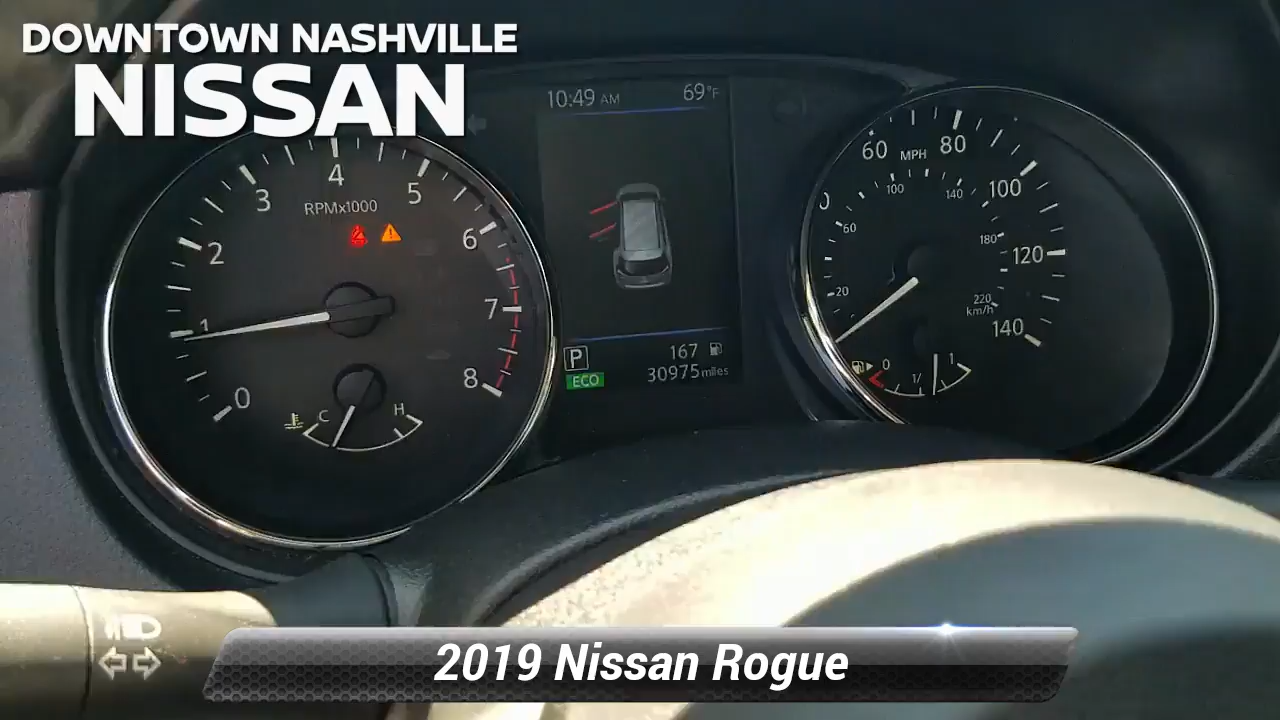 DOWNTOWN NASHVILLE
NISSAN
10:49 AM 69°F
0 1 2 3 4 5 6 7 8
RPMx1000
C H
P 167
ECO 30975 miles
0 60 80 100 120 140
MPH
20 60 100 140 180 220
km/h
0 1/ 1
2019 Nissan Rogue